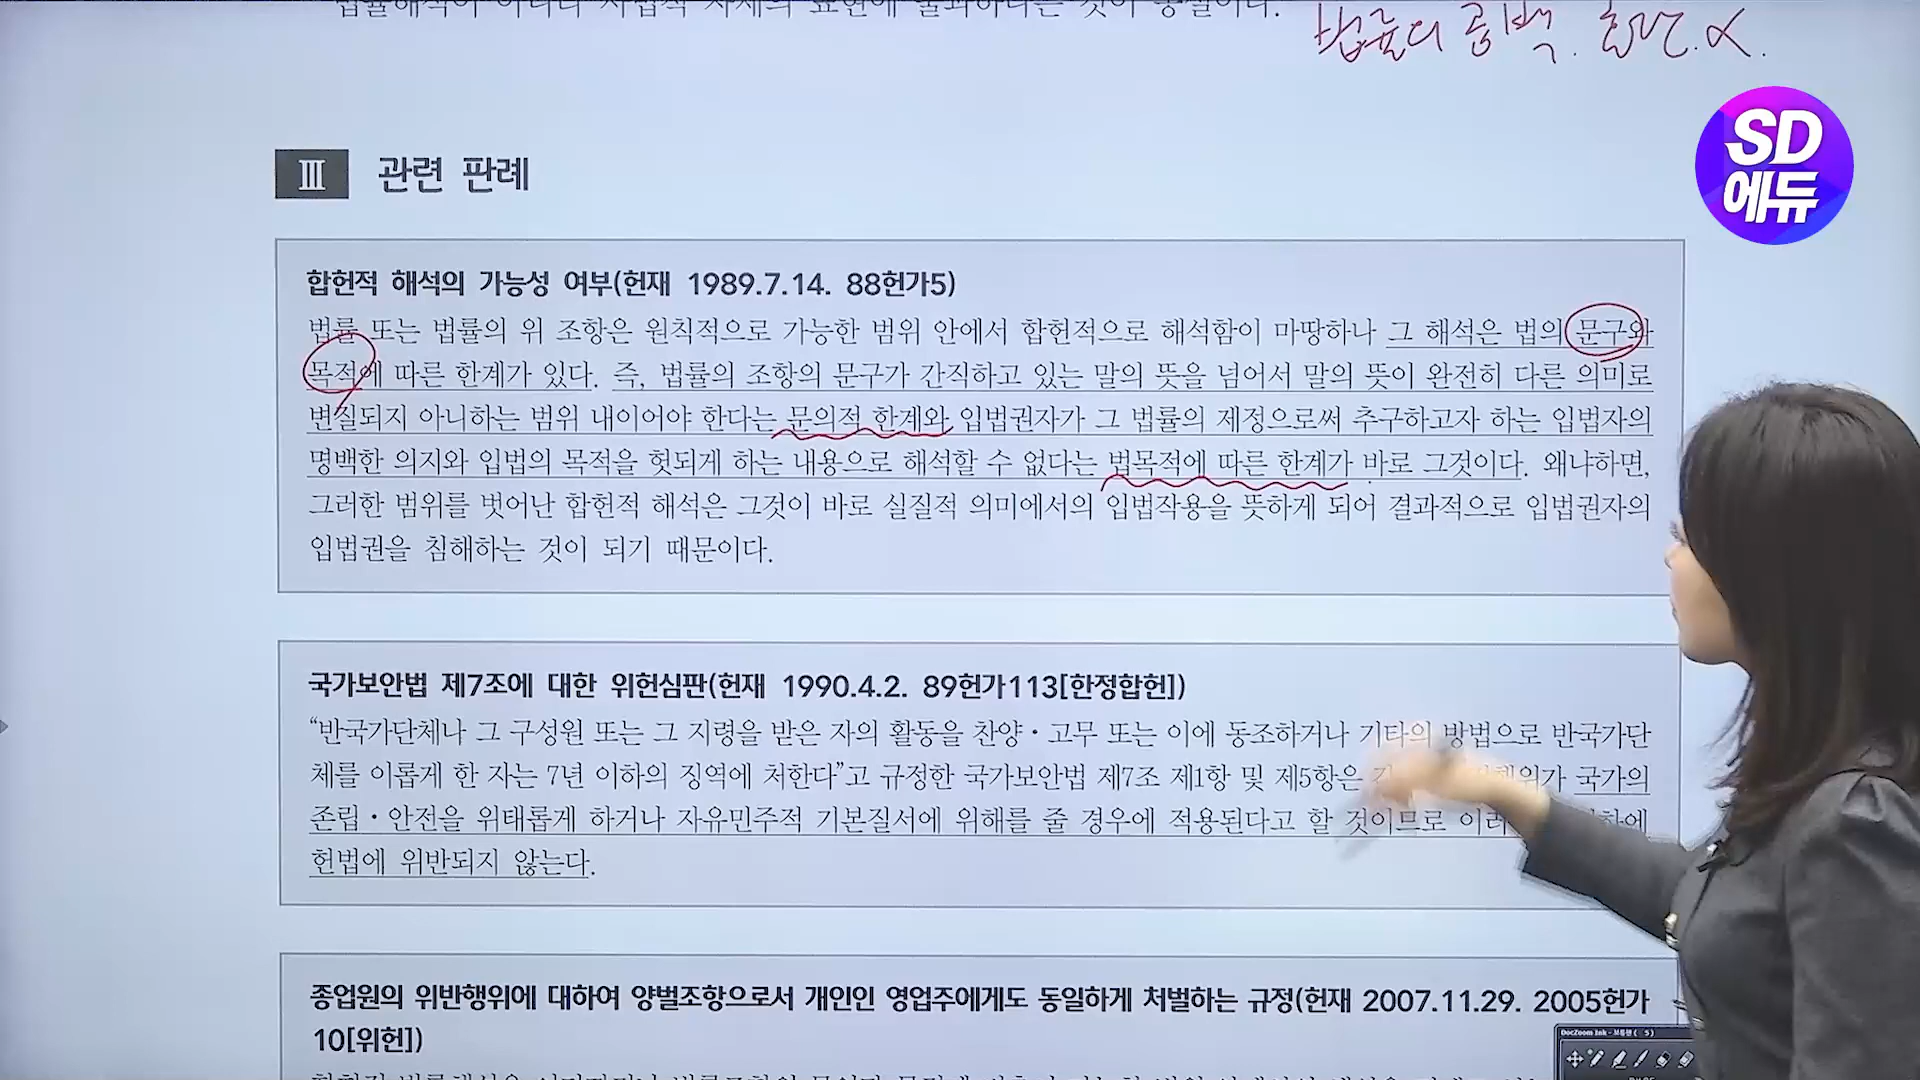 법률의 공백. 혼란. X.
SD
에듀
Ⅲ 관련 판례
합헌적 해석의 가능성 여부(헌재 1989.7.14. 88헌가5)
법률 또는 법률의 위 조항은 원칙적으로 가능한 범위 안에서 합헌적으로 해석함이 마땅하나 그 해석은 법의 문구와
목적에 따른 한계가 있다. 즉, 법률의 조항의 문구가 간직하고 있는 말의 뜻을 넘어서 말의 뜻이 완전히 다른 의미로
변질되지 아니하는 범위 내이어야 한다는 문의적 한계와 입법권자가 그 법률의 제정으로써 추구하고자 하는 입법자의
명백한 의지와 입법의 목적을 헛되게 하는 내용으로 해석할 수 없다는 법목적에 따른 한계가 바로 그것이다. 왜냐하면,
그러한 범위를 벗어난 합헌적 해석은 그것이 바로 실질적 의미에서의 입법작용을 뜻하게 되어 결과적으로 입법권자의
입법권을 침해하는 것이 되기 때문이다.
국가보안법 제7조에 대한 위헌심판(헌재 1990.4.2. 89헌가113[한정합헌])
“반국가단체나 그 구성원 또는 그 지령을 받은 자의 활동을 찬양·고무 또는 이에 동조하거나 기타의 방법으로 반국가단
체를 이롭게 한 자는 7년 이하의 징역에 처한다”고 규정한 국가보안법 제7조 제1항 및 제5항은 국가의
존립·안전을 위태롭게 하거나 자유민주적 기본질서에 위해를 줄 경우에 적용된다고 할 것이므로
헌법에 위반되지 않는다.
종업원의 위반행위에 대하여 양벌조항으로서 개인인 영업주에게도 동일하게 처벌하는 규정(헌재 2007.11.29. 2005헌가
10[위헌])